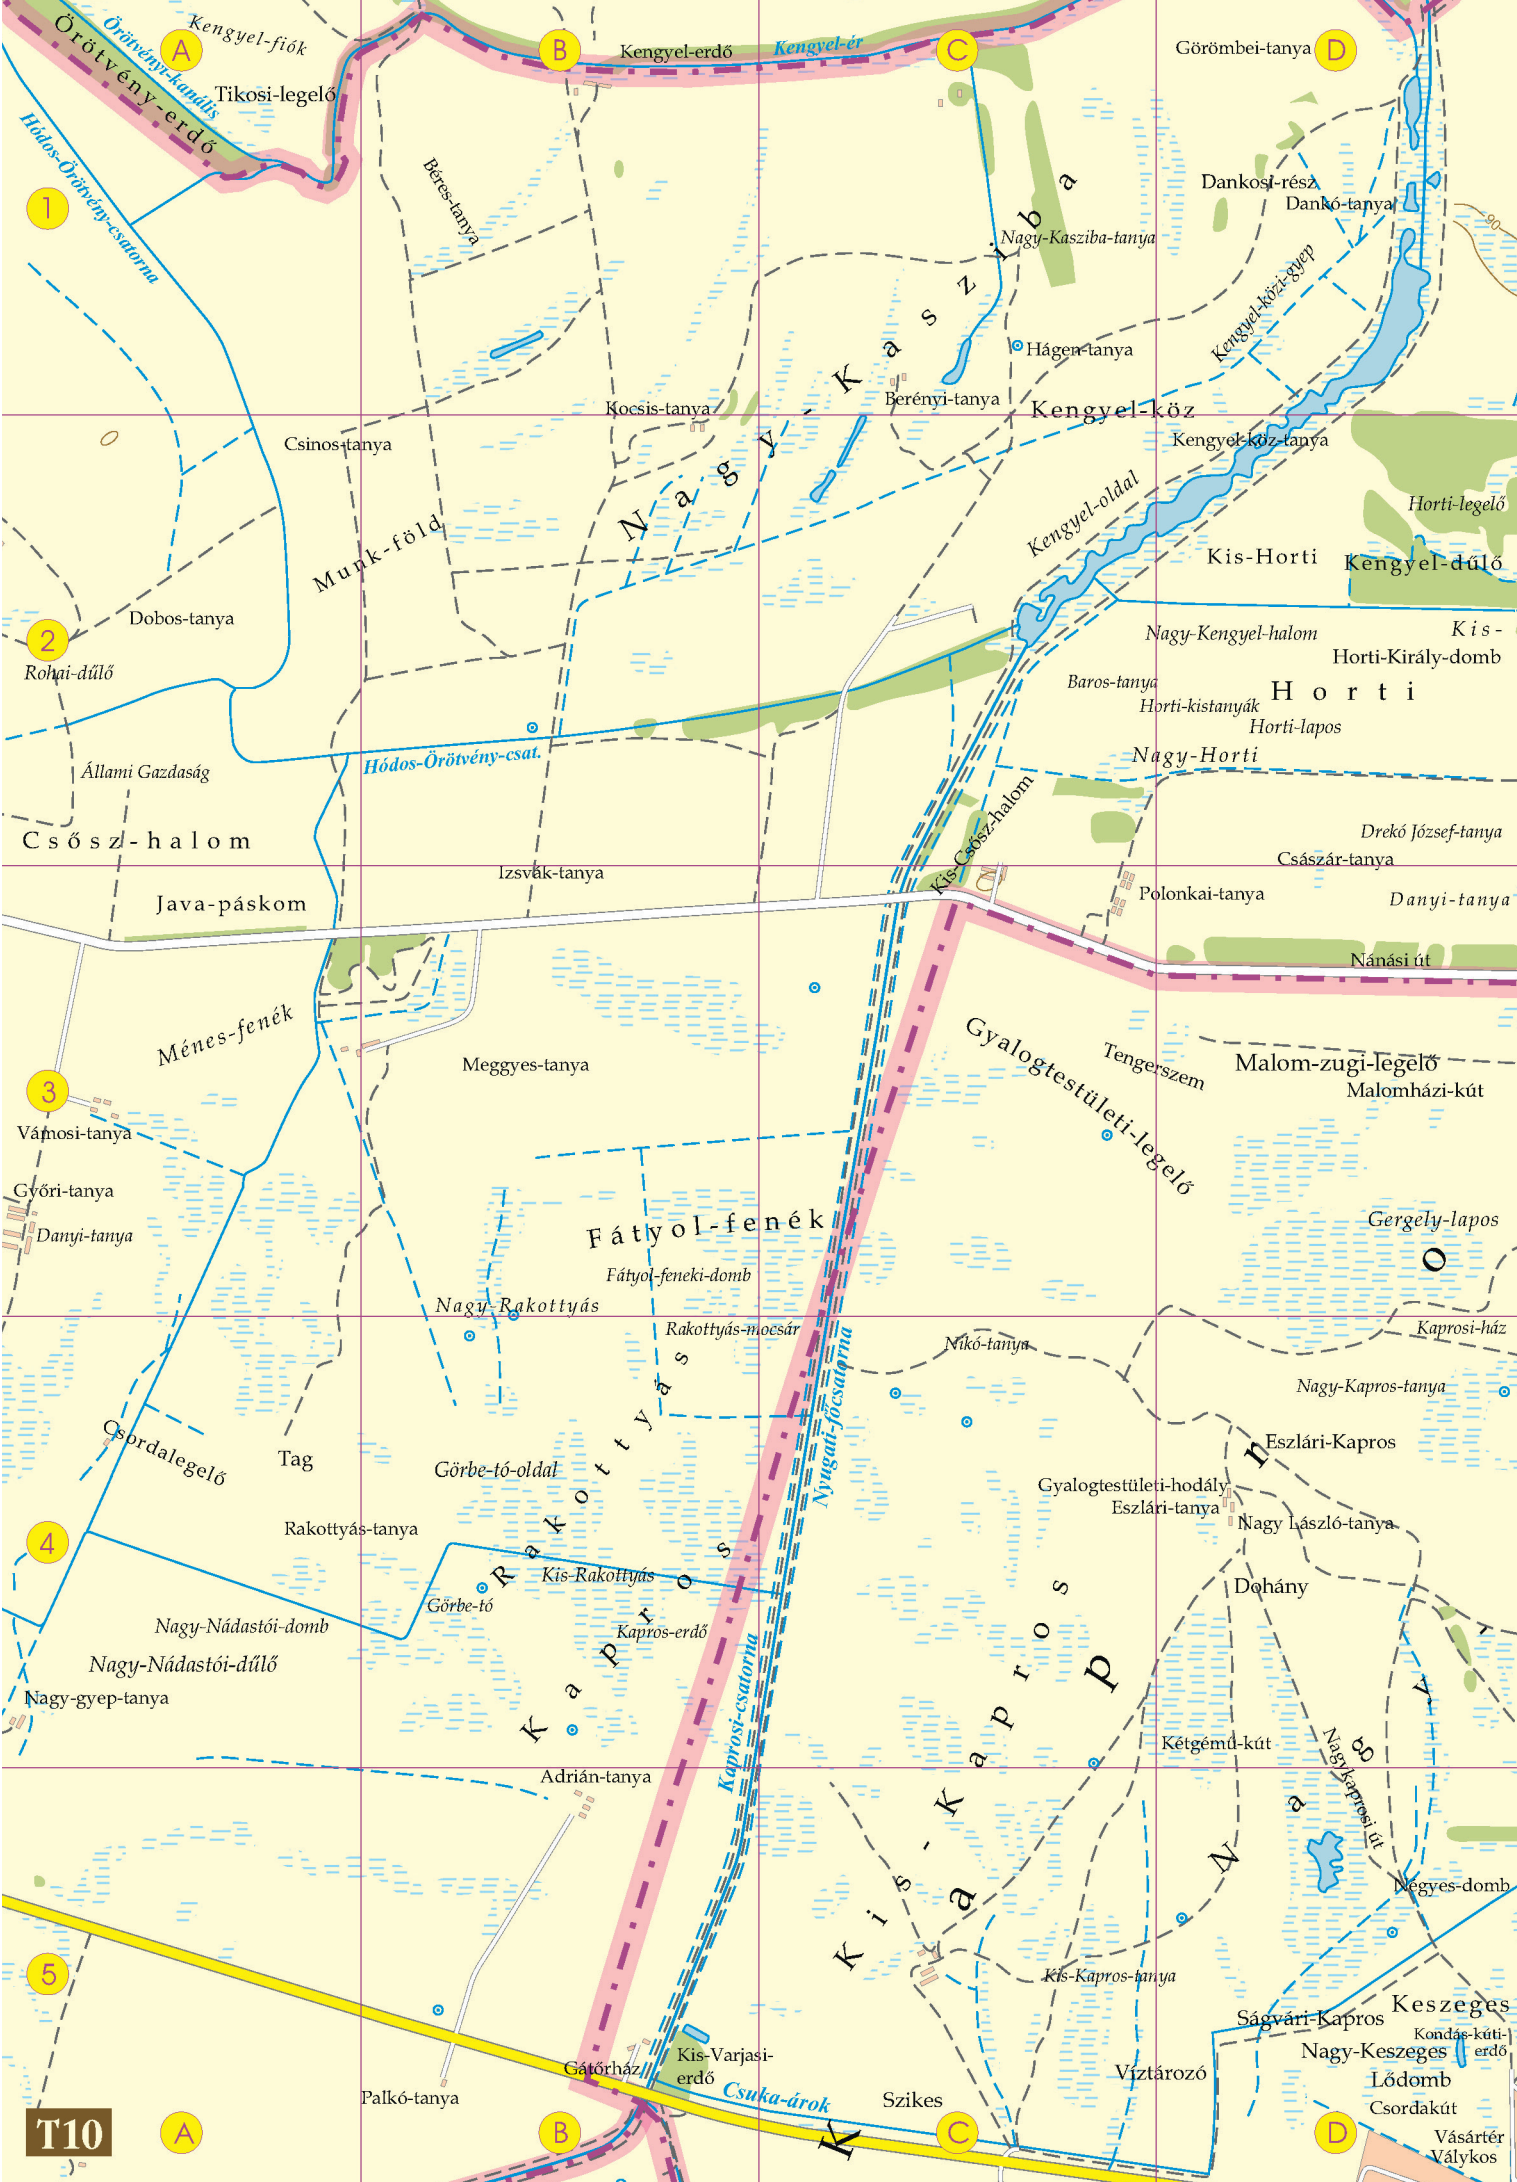 A
B
C
D
Kengyel-fiók
Örötvényi-kanális
Örötvény-erdő
Tikosi-legelő
Kengyel-erdő
Kengyel-ér
Görömbei-tanya
Hódos-Örötvény-csatorna
1
Béres-tanya
Dankosi-rész
Dankó-tanya
Nagy-Kasziba-tanya
90
Kengyel-közi-gyep
Nagy-Kasziba
Hágen-tanya
Berényi-tanya
Kocsis-tanya
Kengyel-köz
Kengyel-köz-tanya
Csinos-tanya
Kengyel-oldal
Horti-legelő
Munk-föld
Kis-Horti
Kengyel-dűlő
Dobos-tanya
2
Rohai-dűlő
Nagy-Kengyel-halom
Kis-
Horti-Király-domb
Baros-tanya
Horti
Horti-kistanyák
Horti-lapos
Nagy-Horti
Hódos-Örötvény-csat.
Állami Gazdaság
Csősz-halom
Kis-Csősz-halom
Drekó József-tanya
Császár-tanya
Izsvák-tanya
Polonkai-tanya
Danyi-tanya
Java-páskom
Nánási út
Ménes-fenék
Meggyes-tanya
Gyalogtestületi-legelő
Tengerszem
Malom-zugi-legelő
Malomházi-kút
3
Vámosi-tanya
Győri-tanya
Danyi-tanya
Fátyol-fenék
Gergely-lapos
Fátyol-feneki-domb
Nagy-Rakottyás
Rakottyás-mocsár
Nyugati-főcsatorna
Nikó-tanya
Kaprosi-ház
Nagy-Kapros-tanya
Csordalegelő
Tag
Görbe-tó-oldal
Rakottyás
Eszlári-Kapros
Gyalogtestületi-hodály
Eszlári-tanya
Nagy László-tanya
Rakottyás-tanya
4
Kis-Rakottyás
Görbe-tó
Kapros
Kapros-erdő
Dohány
Nagy-Nádastói-domb
Nagy-Nádastói-dűlő
Nagy-gyep-tanya
Kaprosi-csatorna
Kétgémű-kút
Nagykaprosi út
Adrián-tanya
Kis-Kapros
Nagy-
Kapro
Négyes-domb
5
Kis-Kapros-tanya
Ságvári-Kapros
Keszeges
Kondás-kúti-
erdő
Nagy-Keszeges
Gátőrház
Kis-Varjasi-
erdő
Víztározó
Lődomb
Palkó-tanya
Csuka-árok
Szikes
Csordakút
Vásártér
Válykos
T10
A
B
C
D